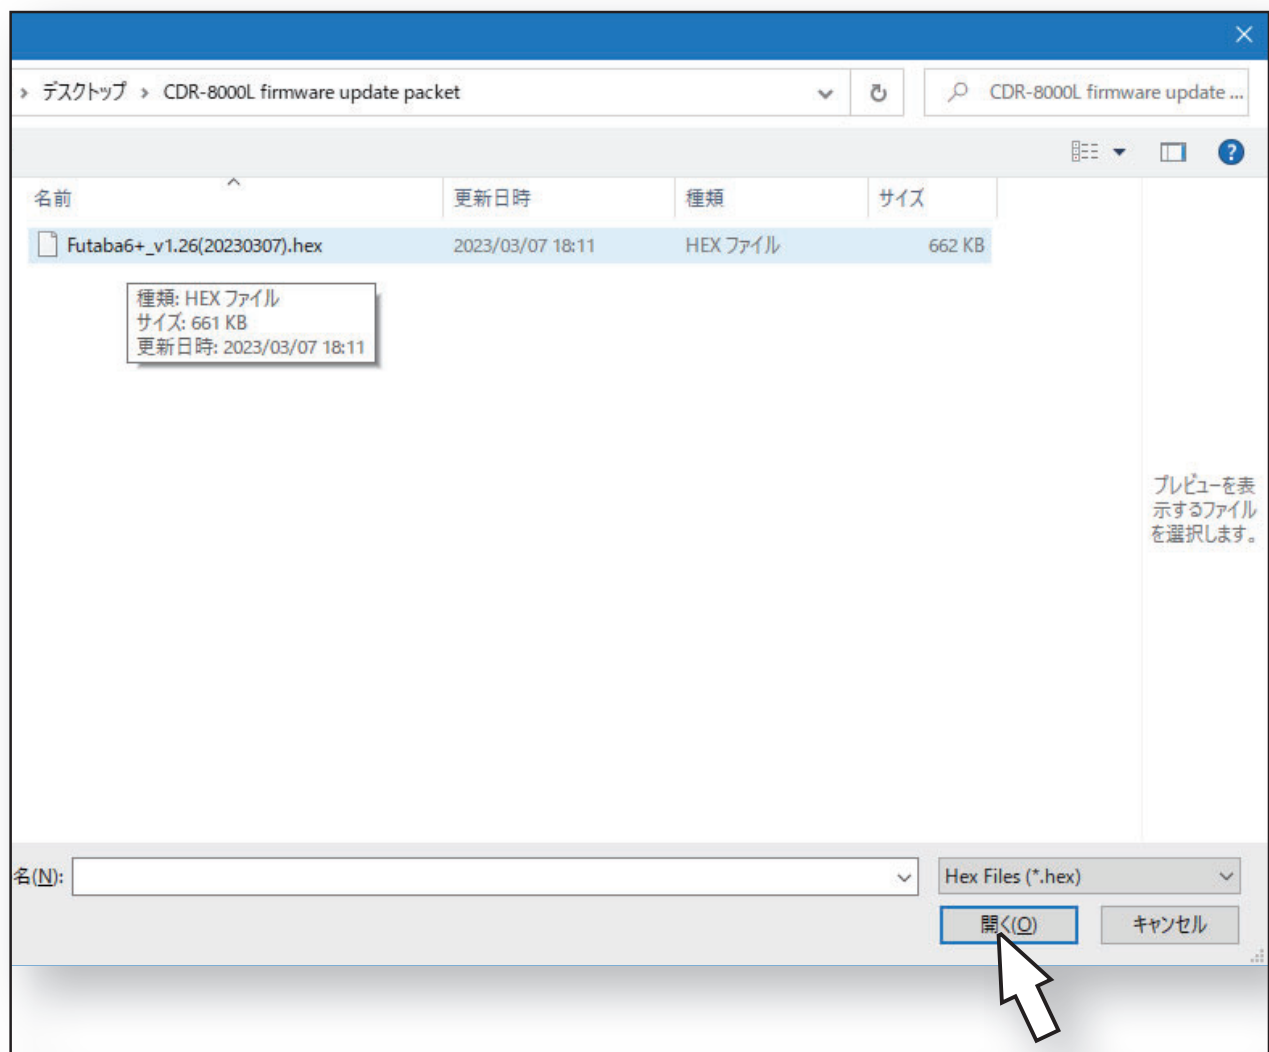 デスクトップ > CDR-8000L firmware update packet
CDR-8000L firmware update ...
名前 更新日時 種類 サイズ
Futaba6+_v1.26(20230307).hex 2023/03/07 18:11 HEX ファイル 662 KB
種類: HEX ファイル
サイズ: 661 KB
更新日時: 2023/03/07 18:11
プレビューを表
示するファイル
を選択します。
名(N):
Hex Files (*.hex)
開く(O) キャンセル